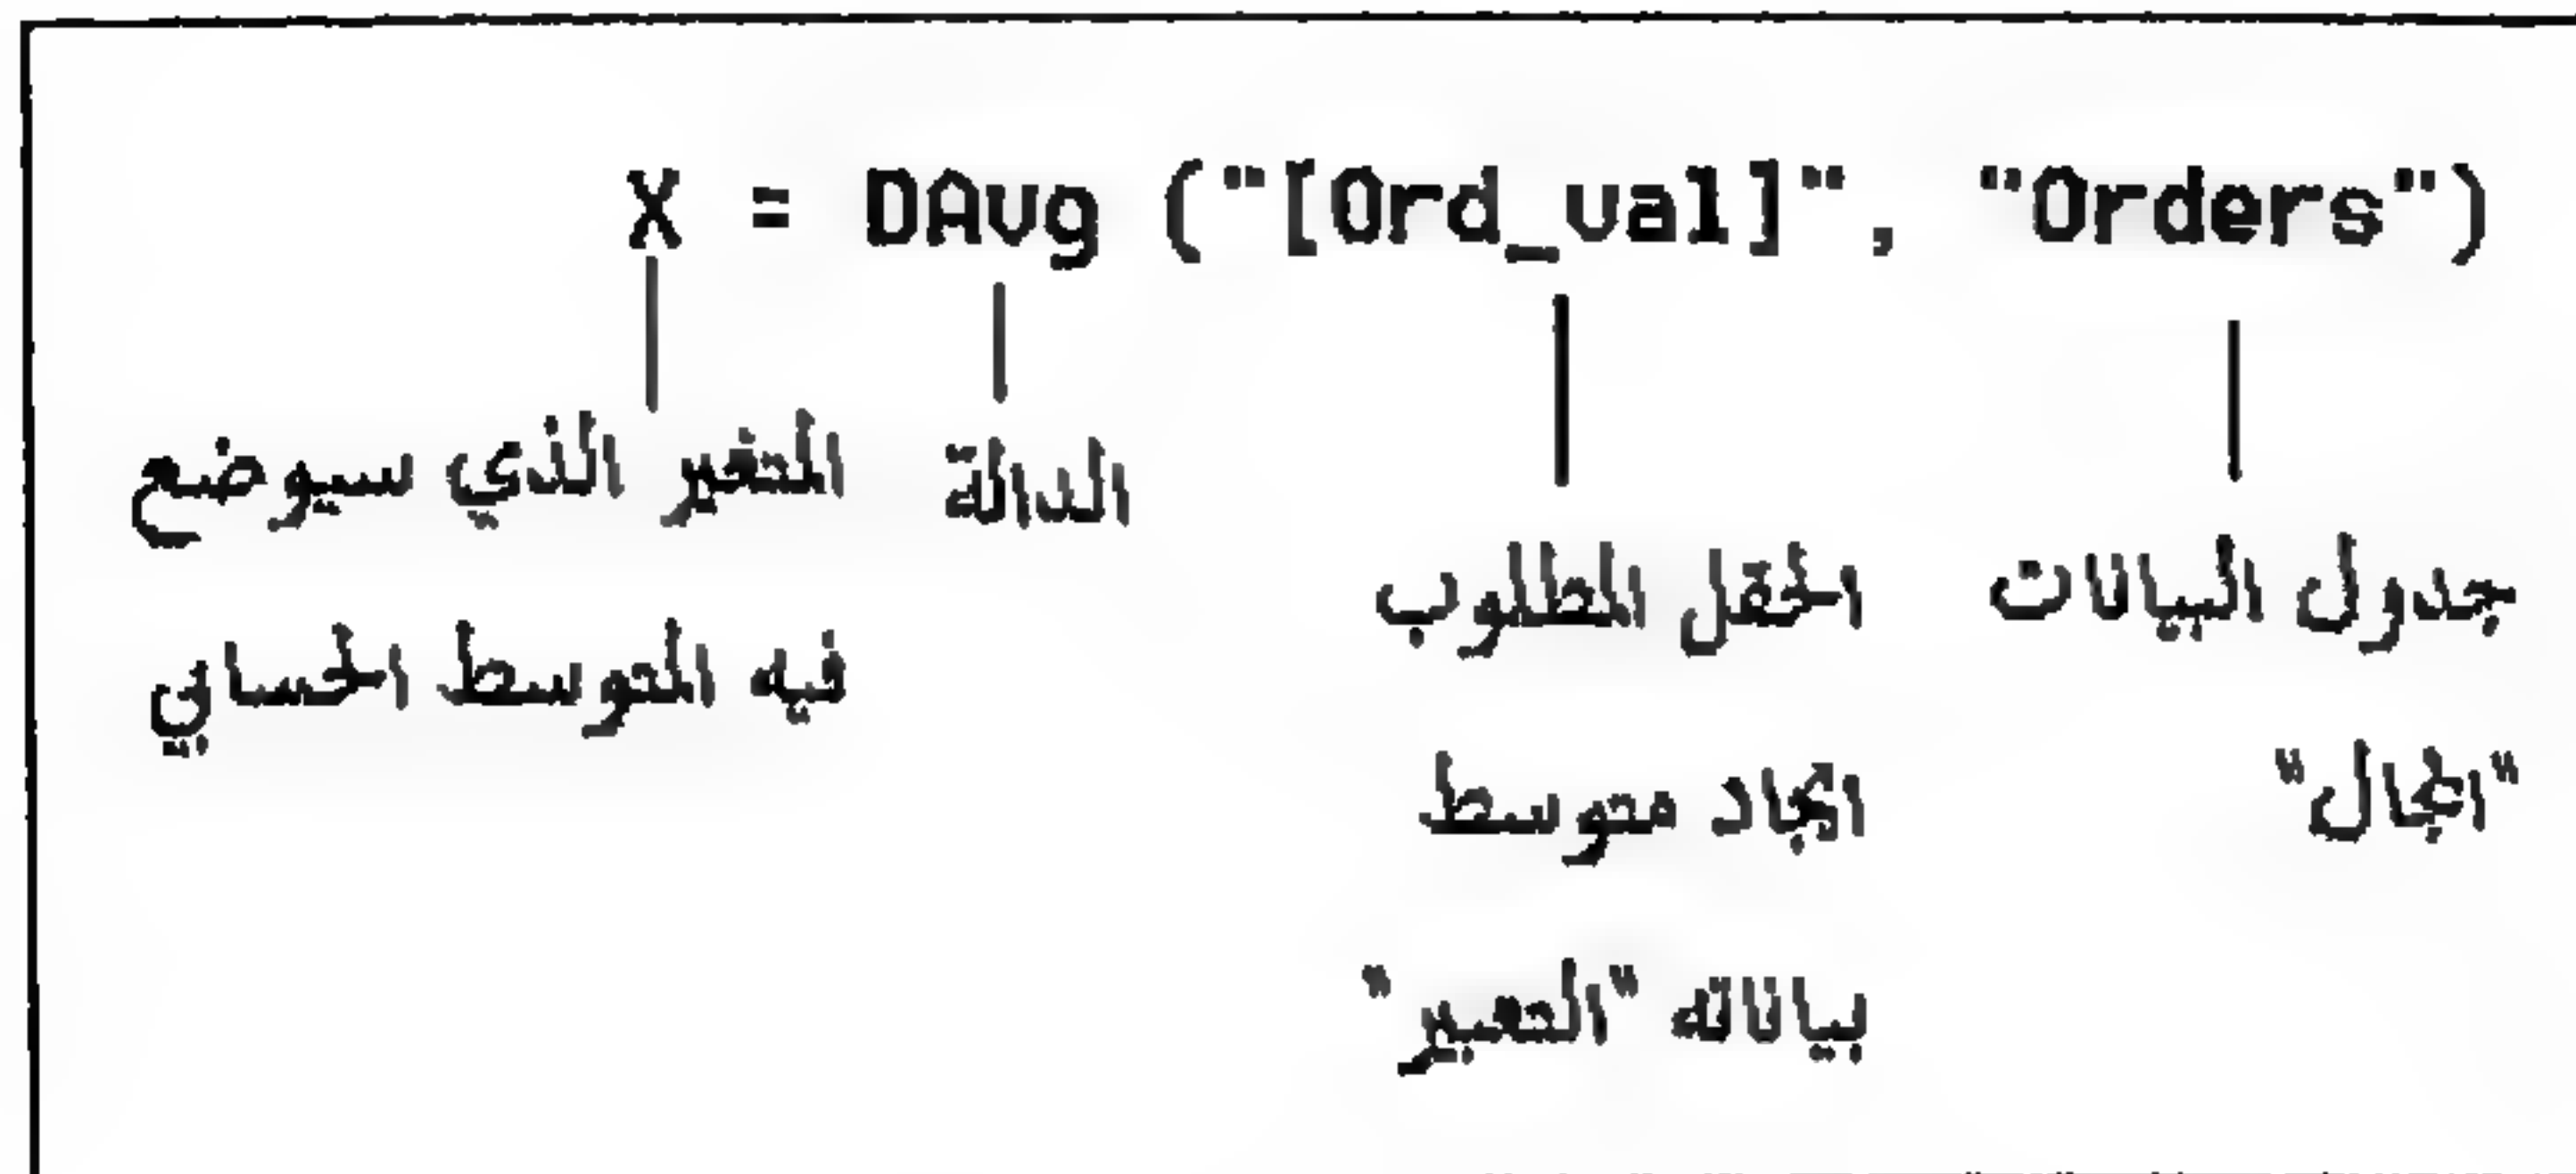 X = DAvg ("[Ord_val]", "Orders")
المتغير الذي سيوضع
فيه المتوسط الحسابي
الدالة
الحقل المطلوب
ايجاد متوسط
بياناته "التعبير"
جدول البيانات
"المجال"